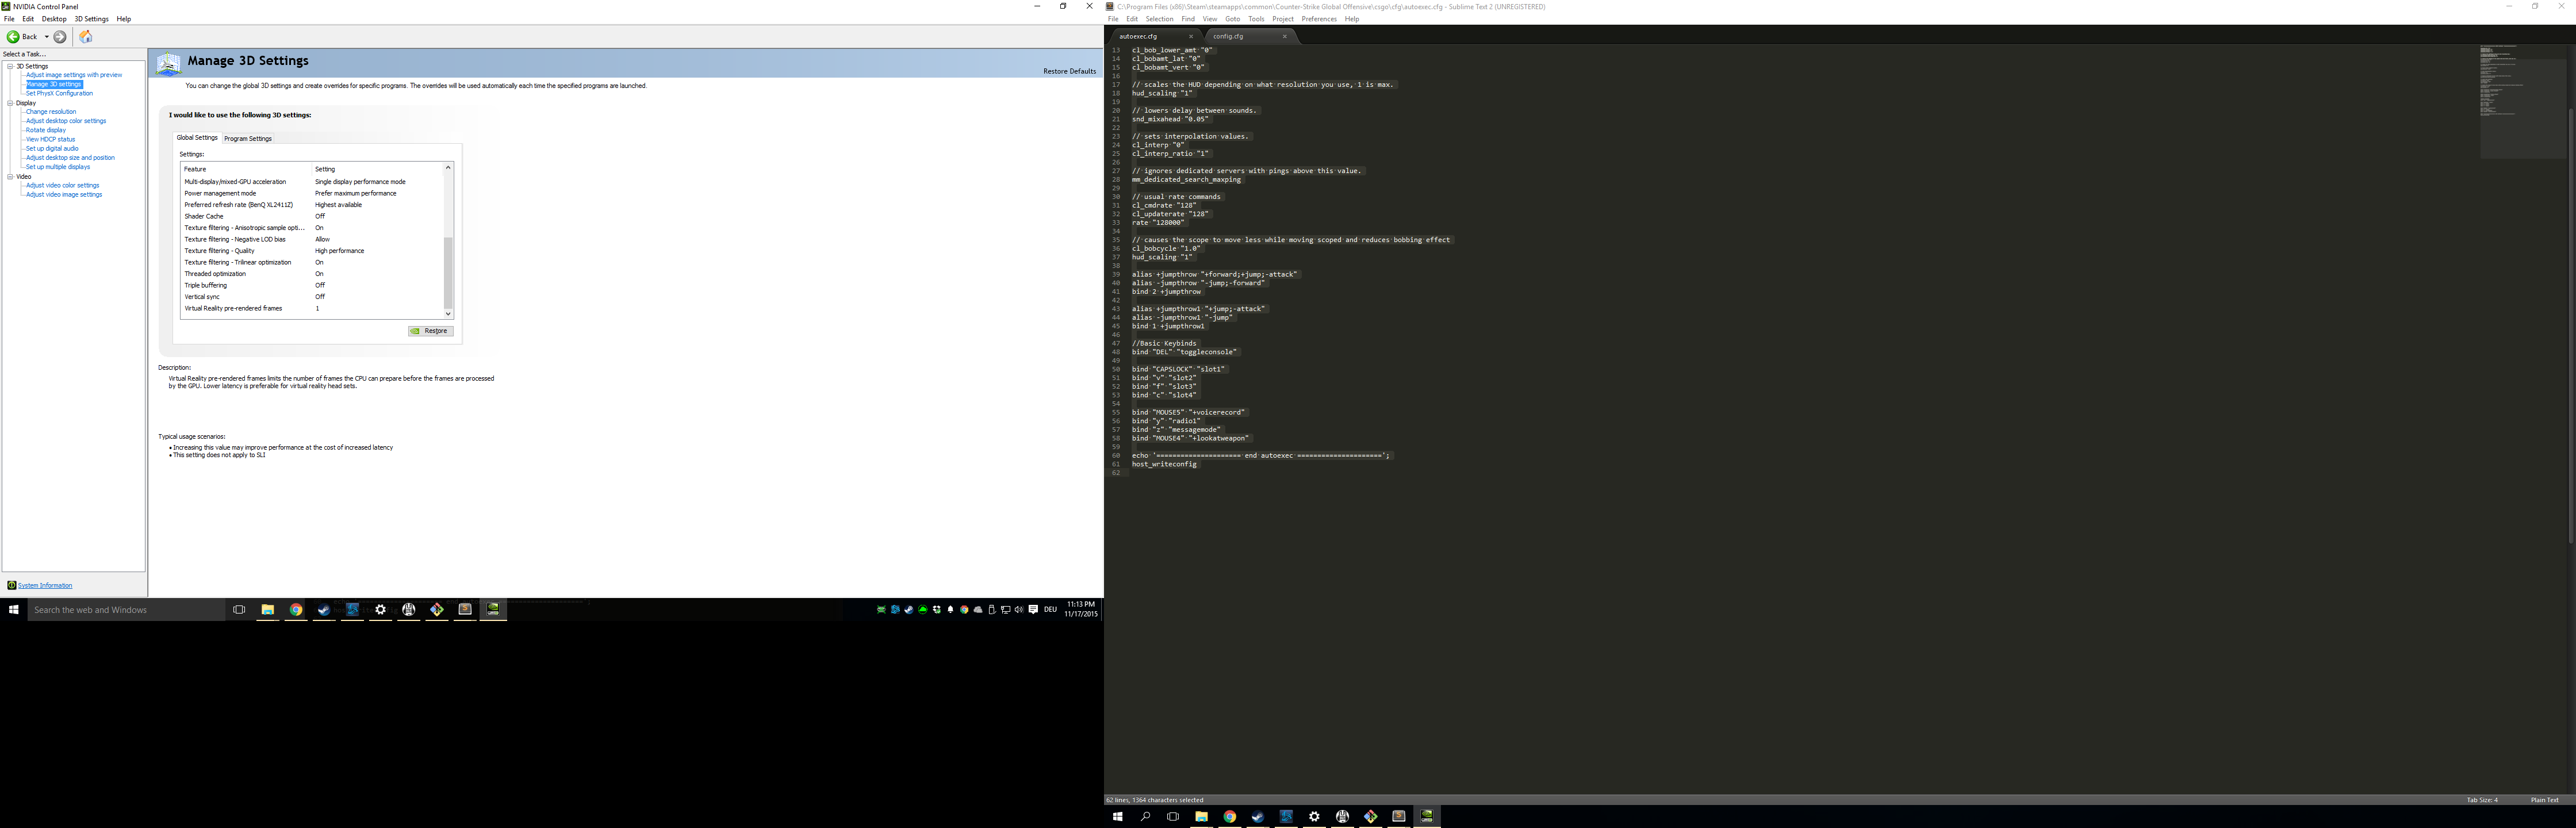 NVIDIA Control Panel
File Edit Desktop 3D Settings Help
Back
Select a Task...
3D Settings
Adjust image settings with preview
Manage 3D settings
Set PhysX Configuration
Display
Change resolution
Adjust desktop color settings
Rotate display
View HDCP status
Set up digital audio
Adjust desktop size and position
Set up multiple displays
Video
Adjust video color settings
Adjust video image settings
System Information
Manage 3D Settings
Restore Defaults
You can change the global 3D settings and create overrides for specific programs. The overrides will be used automatically each time the specified programs are launched.
I would like to use the following 3D settings:
Global Settings Program Settings
Settings:
Feature Setting
Multi-display/mixed-GPU acceleration Single display performance mode
Power management mode Prefer maximum performance
Preferred refresh rate (BenQ XL2411Z) Highest available
Shader Cache Off
Texture filtering - Anisotropic sample opti... On
Texture filtering - Negative LOD bias Allow
Texture filtering - Quality High performance
Texture filtering - Trilinear optimization On
Threaded optimization On
Triple buffering Off
Vertical sync Off
Virtual Reality pre-rendered frames 1
Restore
Description:
Virtual Reality pre-rendered frames limits the number of frames the CPU can prepare before the frames are processed
by the GPU. Lower latency is preferable for virtual reality head sets.
Typical usage scenarios:
• Increasing this value may improve performance at the cost of increased latency
• This setting does not apply to SLI
Search the web and Windows
DEU
11:13 PM
11/17/2015
C:\Program Files (x86)\Steam\steamapps\common\Counter-Strike Global Offensive\csgo\cfg\autoexec.cfg - Sublime Text 2 (UNREGISTERED)
File Edit Selection Find View Goto Tools Project Preferences Help
autoexec.cfg × config.cfg ×
13 cl_bob_lower_amt "0"
14 cl_bobamt_lat "0"
15 cl_bobamt_vert "0"
16
17 // scales the HUD depending on what resolution you use, 1 is max.
18 hud_scaling "1"
19
20 // lowers delay between sounds.
21 snd_mixahead "0.05"
22
23 // sets interpolation values.
24 cl_interp "0"
25 cl_interp_ratio "1"
26
27 // ignores dedicated servers with pings above this value.
28 mm_dedicated_search_maxping
29
30 // usual rate commands
31 cl_cmdrate "128"
32 cl_updaterate "128"
33 rate "128000"
34
35 // causes the scope to move less while moving scoped and reduces bobbing effect
36 cl_bobcycle "1.0"
37 hud_scaling "1"
38
39 alias +jumpthrow "+forward;+jump;-attack"
40 alias -jumpthrow "-jump;-forward"
41 bind 2 +jumpthrow
42
43 alias +jumpthrow1 "+jump;-attack"
44 alias -jumpthrow1 "-jump"
45 bind 1 +jumpthrow1
46
47 //Basic Keybinds
48 bind "DEL" "toggleconsole"
49
50 bind "CAPSLOCK" "slot1"
51 bind "v" "slot2"
52 bind "f" "slot3"
53 bind "c" "slot4"
54
55 bind "MOUSE5" "+voicerecord"
56 bind "y" "radio1"
57 bind "z" "messagemode"
58 bind "MOUSE4" "+lookatweapon"
59
60 echo '===================== end autoexec =====================';
61 host_writeconfig
62
62 lines, 1364 characters selected
Tab Size: 4 Plain Text